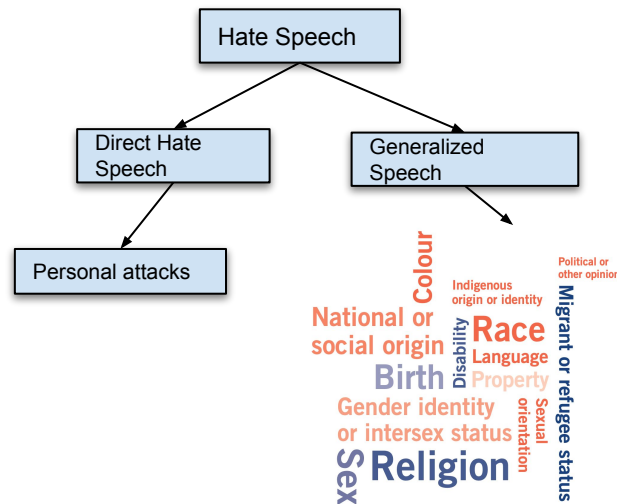 Hate Speech
Direct Hate
Speech
Generalized
Speech
Personal attacks
Colour
Political or
other opinion
Indigenous
origin or identity
National or
social origin
Disability
Race
Language
Migrant or refugee status
Birth
Property
Gender identity
or intersex status
Sexual
orientation
Sex
Religion